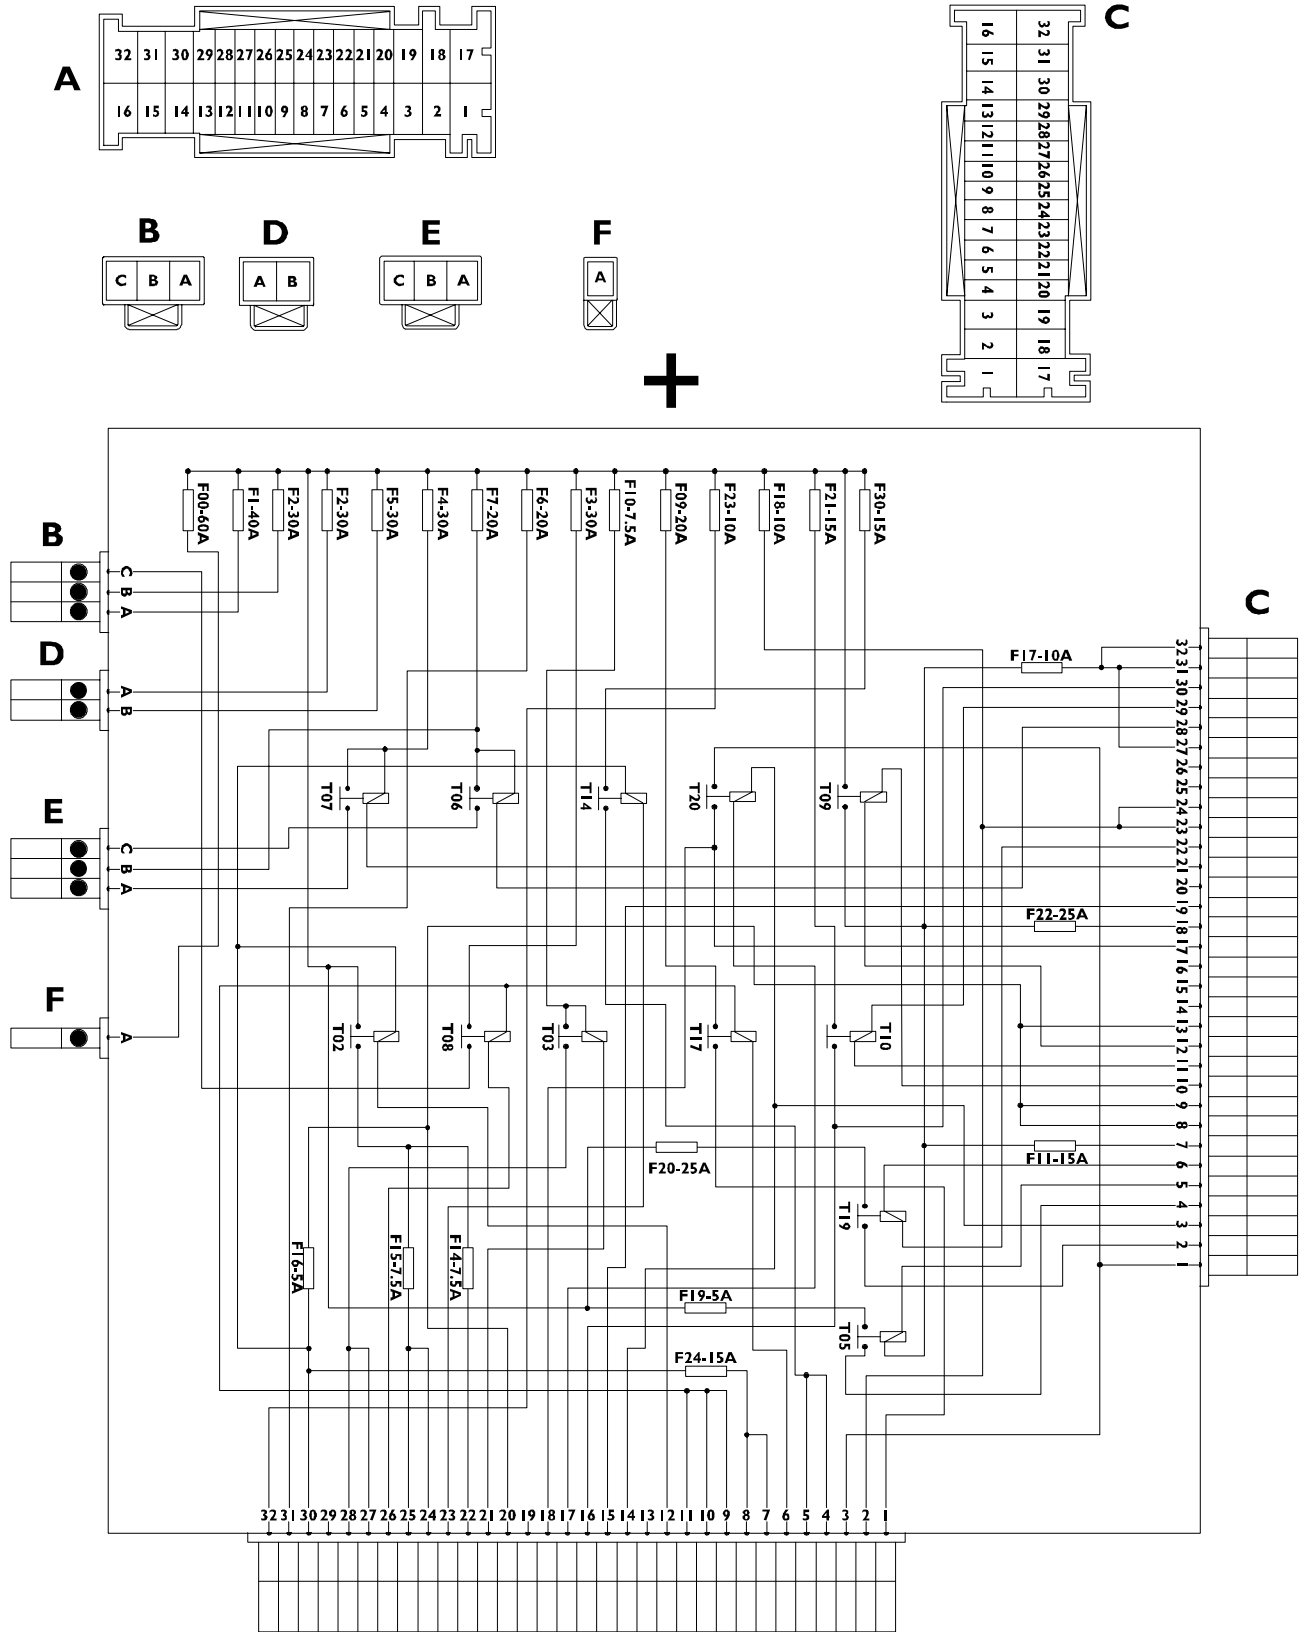 A
32 31 30 29 28 27 26 25 24 23 22 21 20 19 18 17
16 15 14 13 12 11 10 9 8 7 6 5 4 3 2 1
C
16 32
15 31
14 30
13 29
12 28
11 27
10 26
9 25
8 24
7 23
6 22
5 21
4 20
3 19
2 18
1 17
B
C B A
D
A B
E
C B A
F
A
+
F00-60A
F1-40A
F2-30A
F2-30A
F5-30A
F4-30A
F7-20A
F6-20A
F3-30A
F10-7.5A
F09-20A
F23-10A
F18-10A
F21-15A
F30-15A
B
C
B
A
D
A
B
E
C
B
A
F
A
C
32
31
30
29
28
27
26
25
24
23
22
21
20
19
18
17
16
15
14
13
12
11
10
9
8
7
6
5
4
3
2
1
F17-10A
T07
T06
T14
T20
T09
F22-25A
T02
T08
T03
T17
T10
F20-25A
F11-15A
T19
F16-5A
F15-7.5A
F14-7.5A
F19-5A
T05
F24-15A
32 31 30 29 28 27 26 25 24 23 22 21 20 19 18 17 16 15 14 13 12 11 10 9 8 7 6 5 4 3 2 1